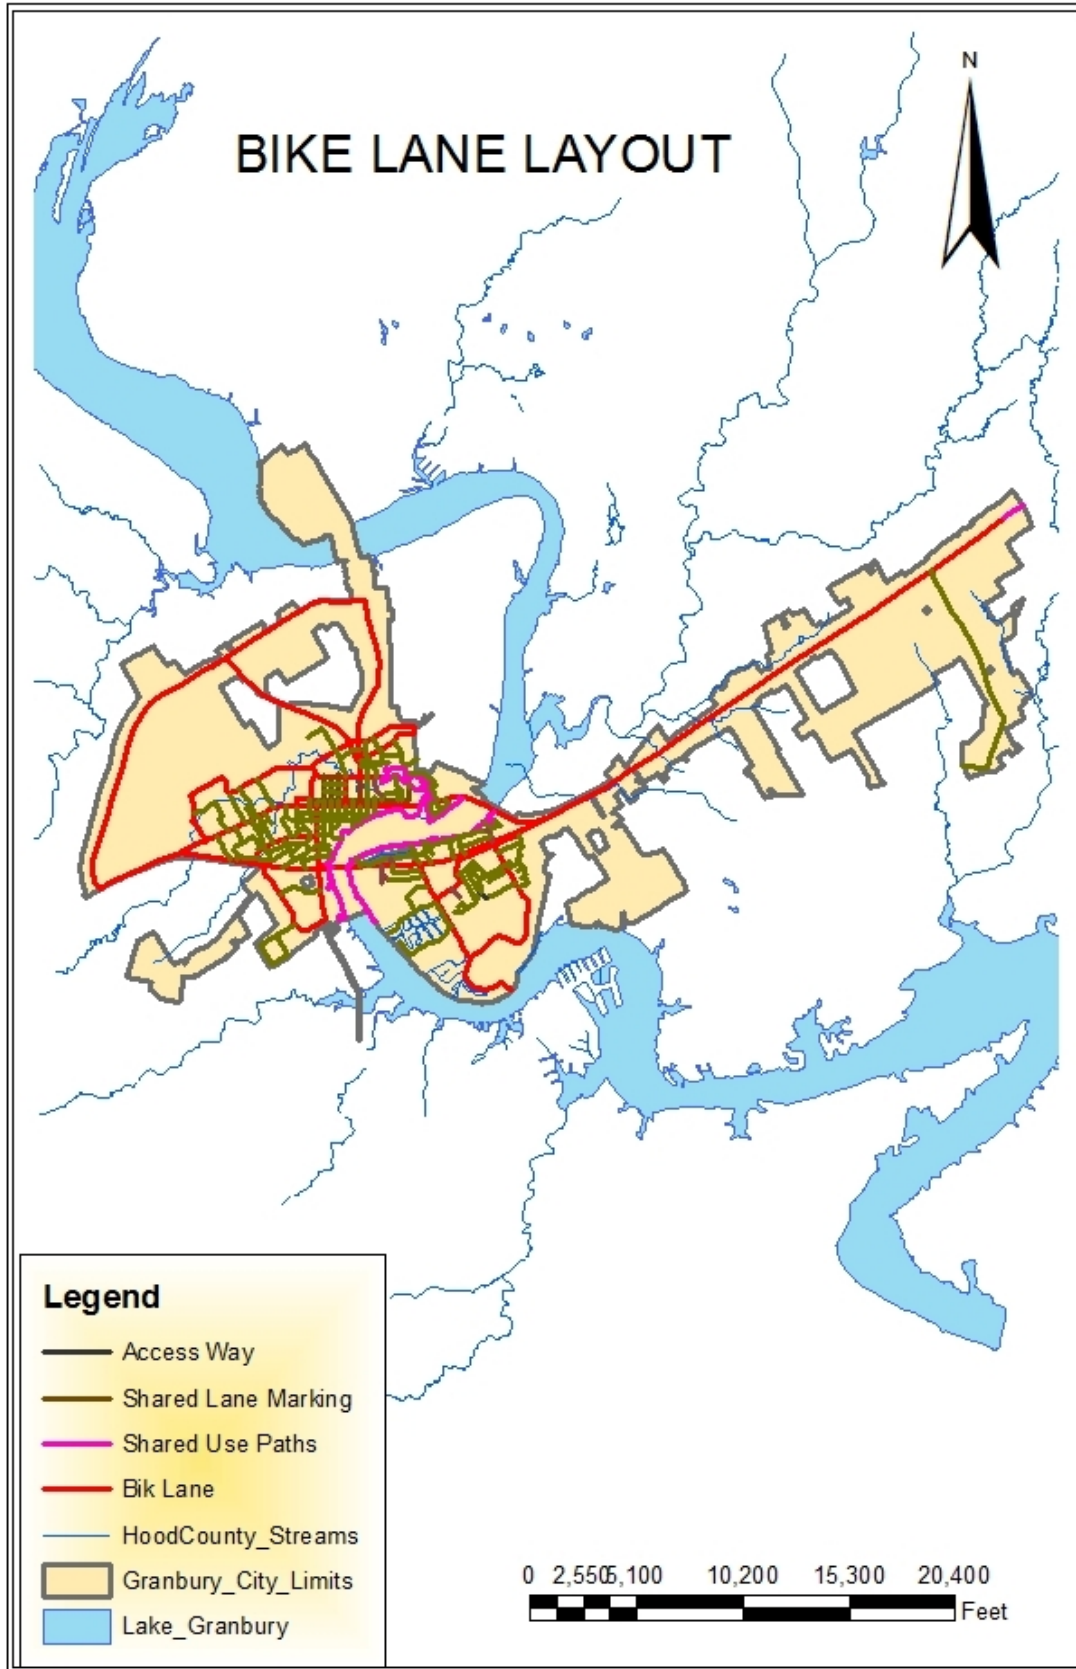 N
BIKE LANE LAYOUT
Legend
Access Way
Shared Lane Marking
Shared Use Paths
Bik Lane
HoodCounty_Streams
Granbury_City_Limits
Lake_Granbury
0 2,550 5,100 10,200 15,300 20,400
Feet